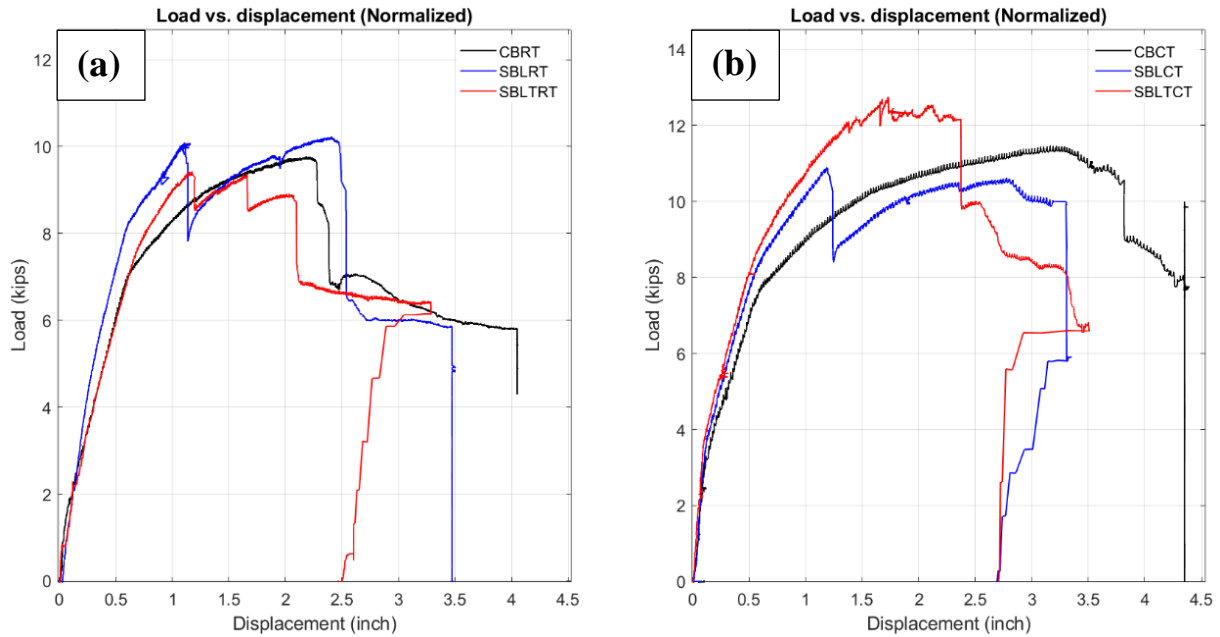 Load vs. displacement (Normalized)
(a)
CBRT
SBLRT
SBLTRT
12
10
8
6
4
2
0
0
0.5
1
1.5
2
2.5
3
3.5
4
4.5
Load (kips)
Displacement (inch)
Load vs. displacement (Normalized)
(b)
CBCT
SBLCT
SBLTCT
14
12
10
8
6
4
2
0
0
0.5
1
1.5
2
2.5
3
3.5
4
4.5
Load (kips)
Displacement (inch)